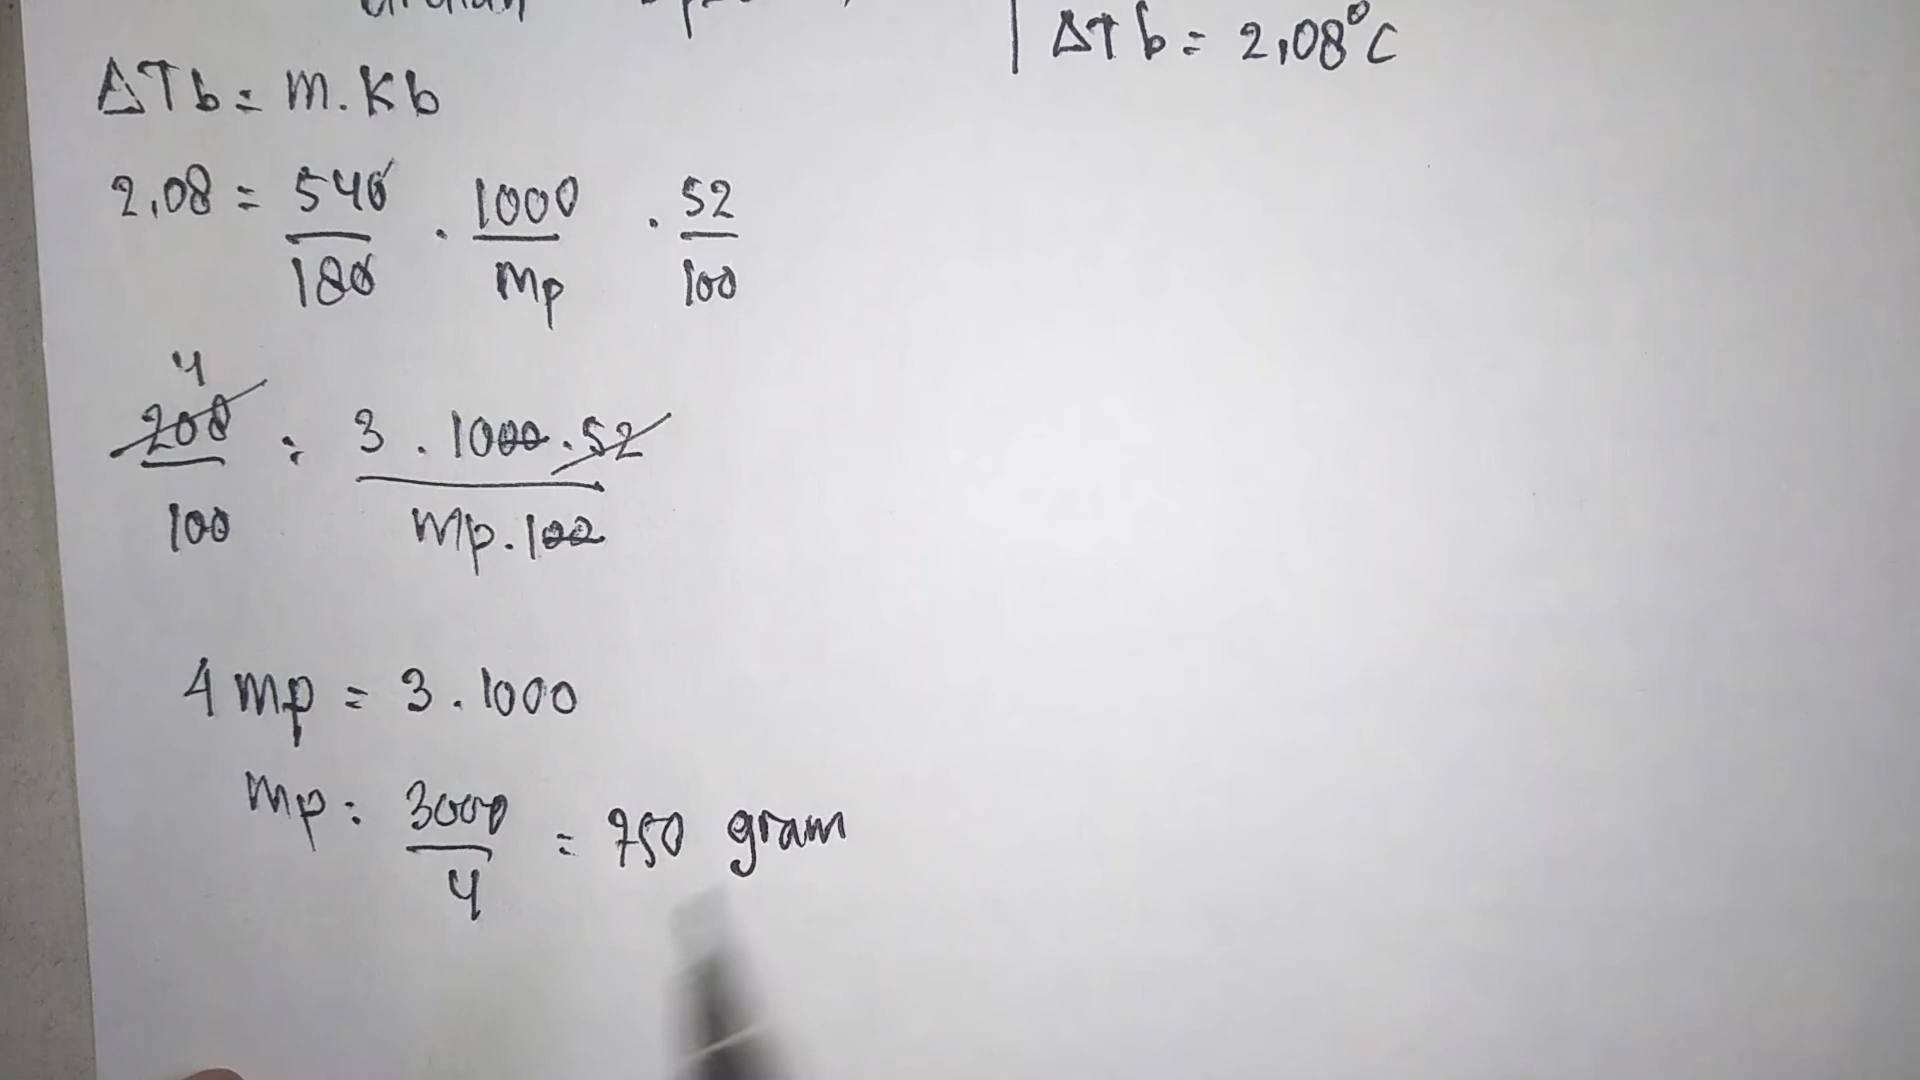 ΔTb = 2,08°C
ΔTb = m . Kb
2,08 = 540/180 . 1000/mp . 52/100
4
208/100 = 3 . 1000 . 52/mp . 100
4 mp = 3 . 1000
mp = 3000/4 = 750 gram